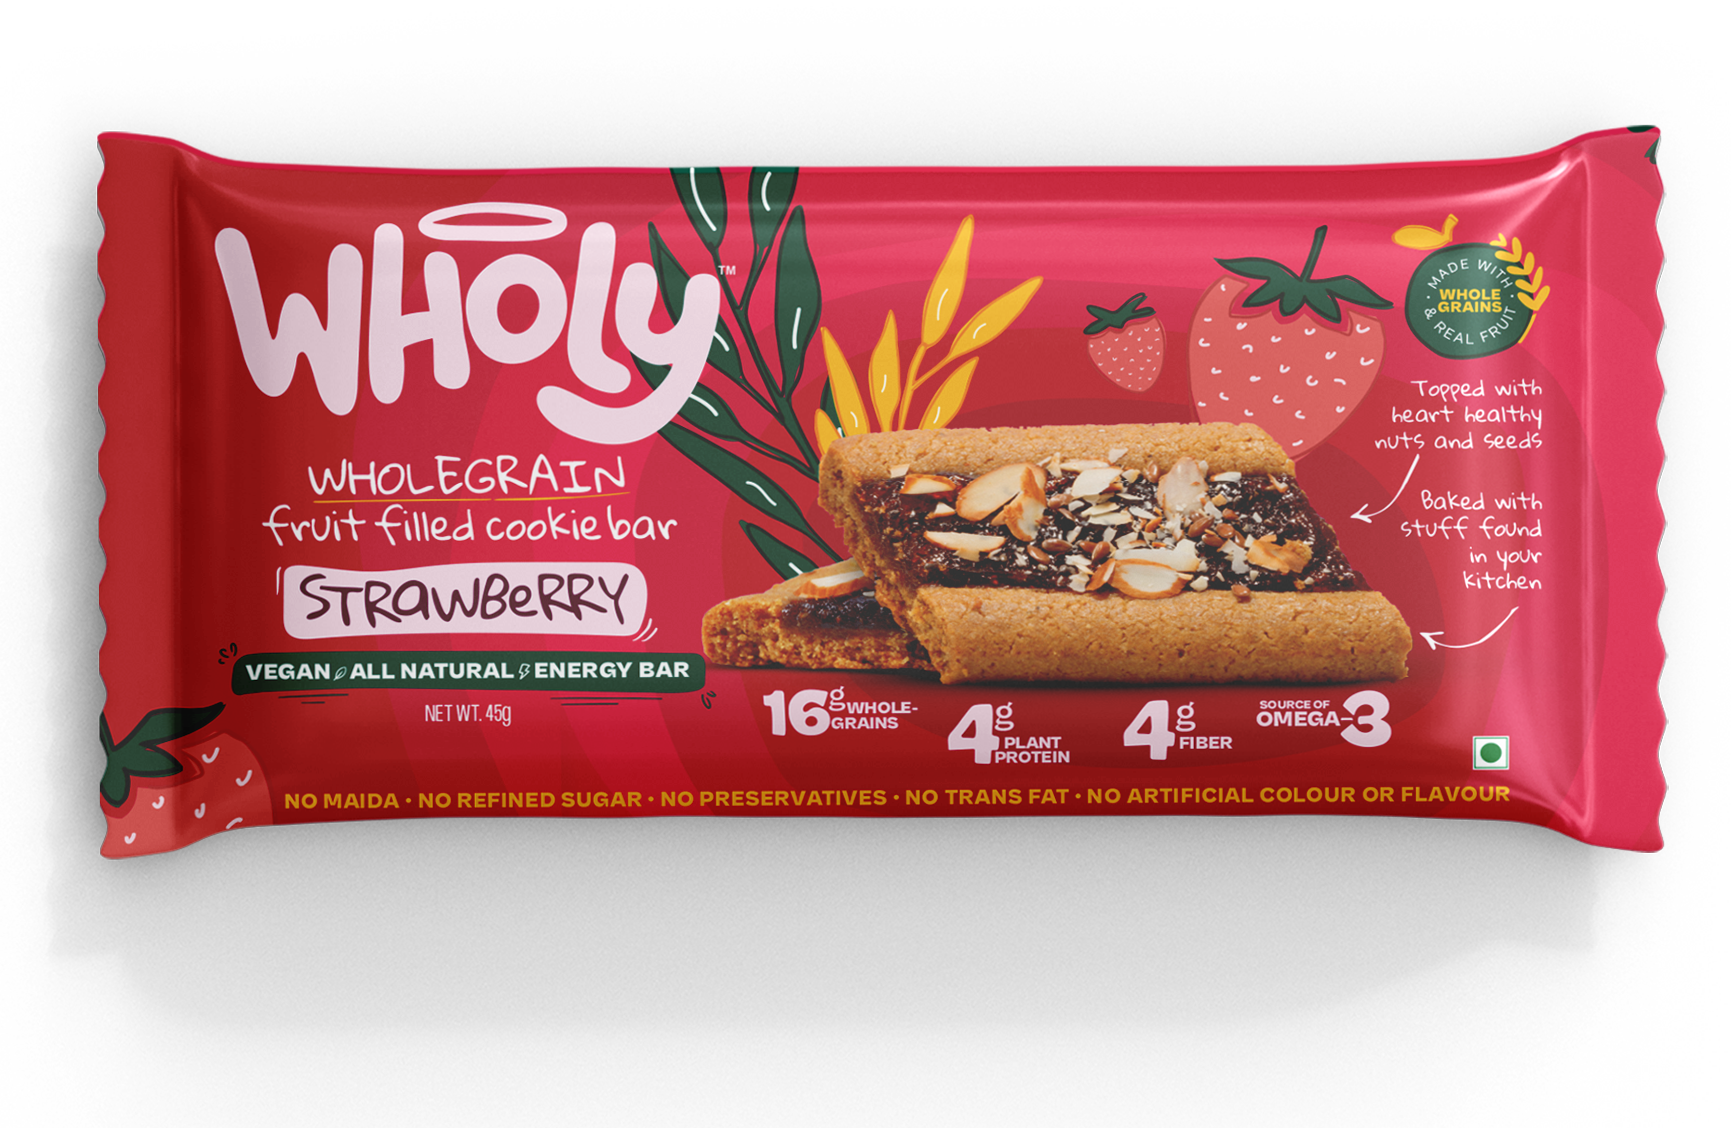 WHOLY™
WHOLEGRAIN
fruit filled cookie bar
STRAWBERRY
VEGAN ALL NATURAL ENERGY BAR
NET WT. 45g
MADE WITH
WHOLE
GRAINS
& REAL FRUIT
Topped with
heart healthy
nuts and seeds
Baked with
stuff found
in your
kitchen
16g WHOLE-
GRAINS
4g PLANT
PROTEIN
4g FIBER
SOURCE OF
OMEGA-3
NO MAIDA • NO REFINED SUGAR • NO PRESERVATIVES • NO TRANS FAT • NO ARTIFICIAL COLOUR OR FLAVOUR